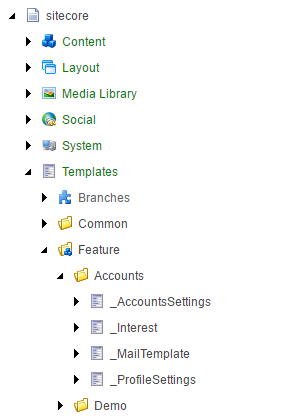 sitecore
Content
Layout
Media Library
Social
System
Templates
Branches
Common
Feature
Accounts
_AccountsSettings
_Interest
_MailTemplate
_ProfileSettings
Demo